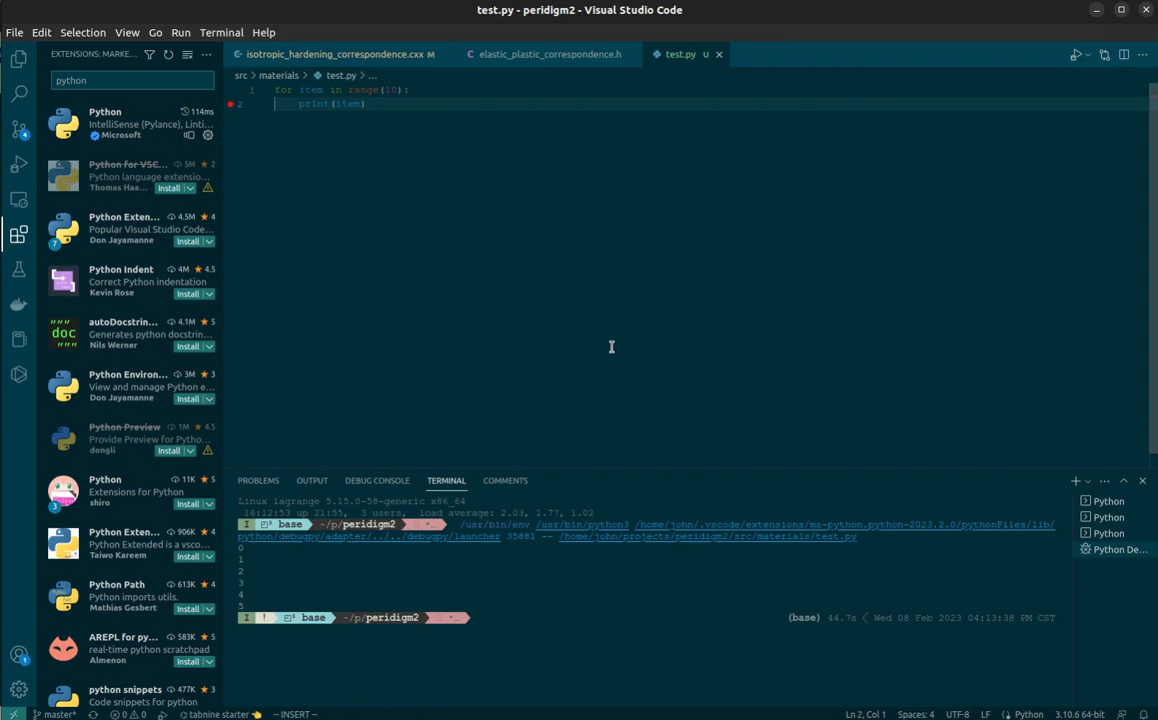 test.py - peridigm2 - Visual Studio Code
File Edit Selection View Go Run Terminal Help
EXTENSIONS: MARKE...
isotropic_hardening_correspondence.cxx M
elastic_plastic_correspondence.h
test.py U
python
src > materials > test.py > ...
1 for item in range(10):
2 print(item)
Python 114ms
IntelliSense (Pylance), Linti...
Microsoft
Python for VSC... 5M 2
Python language extensio...
Thomas Haa... Install
Python Exten... 4.5M 4
Popular Visual Studio Code...
Don Jayamanne Install
7
Python Indent 4M 4.5
Correct Python indentation
Kevin Rose Install
autoDocstrin... 4.1M 5
Generates python docstrin...
Nils Werner Install
""" doc """
Python Environ... 3M 3
View and manage Python e...
Don Jayamanne Install
Python Preview 1M 4.5
Provide Preview for Pytho...
dongli Install
Python 11K 5
Extensions for Python
shiro Install
3
Python Exten... 906K 4
Python Extended is a vsco...
Taiwo Kareem Install
Python Path 613K 4
Python imports utils.
Mathias Gesbert Install
AREPL for py... 583K 5
real-time python scratchpad
Almenon Install
python snippets 477K 3
Code snippets for python
4
1
PROBLEMS OUTPUT DEBUG CONSOLE TERMINAL COMMENTS
Linux lagrange 5.15.0-58-generic x86_64
16:12:53 up 21:55, 3 users, load average: 2.03, 1.77, 1.02
I base ~/p/peridigm2 *... /usr/bin/env /usr/bin/python3 /home/john/.vscode/extensions/ms-python.python-2023.2.0/pythonFiles/lib/
python/debugpy/adapter/../../debugpy/launcher 35881 -- /home/john/projects/peridigm2/src/materials/test.py
0
1
2
3
4
5
I ! base ~/p/peridigm2 *... (base) 44.7s < Wed 08 Feb 2023 04:13:38 PM CST
Python
Python
Python
Python De...
master* 0 0 tabnine starter -- INSERT -- Ln 2, Col 1 Spaces: 4 UTF-8 LF Python 3.10.6 64-bit